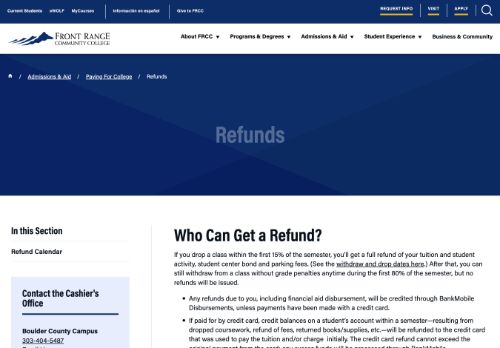 Current Students eWOLF MyCourses Información en español Give to FRCC REQUEST INFO VISIT APPLY
FRONT RANGE
COMMUNITY COLLEGE
About FRCC Programs & Degrees Admissions & Aid Student Experience Business & Community
/ Admissions & Aid / Paying For College / Refunds
Refunds
In this Section
Refund Calendar
Contact the Cashier's
Office
Boulder County Campus
303-404-5487
Who Can Get a Refund?
If you drop a class within the first 15% of the semester, you'll get a full refund of your tuition and student
activity, student center bond and parking fees. (See the withdraw and drop dates here.) After that, you can
still withdraw from a class without grade penalties anytime during the first 80% of the semester, but no
refunds will be issued.
• Any refunds due to you, including financial aid disbursement, will be credited through BankMobile
Disbursements, unless payments have been made with a credit card.
• If paid for by credit card, credit balances on a student's account within a semester—resulting from
dropped coursework, refund of fees, returned books/supplies, etc.—will be refunded to the credit card
that was used to pay the tuition and/or charge initially. The credit card refund cannot exceed the